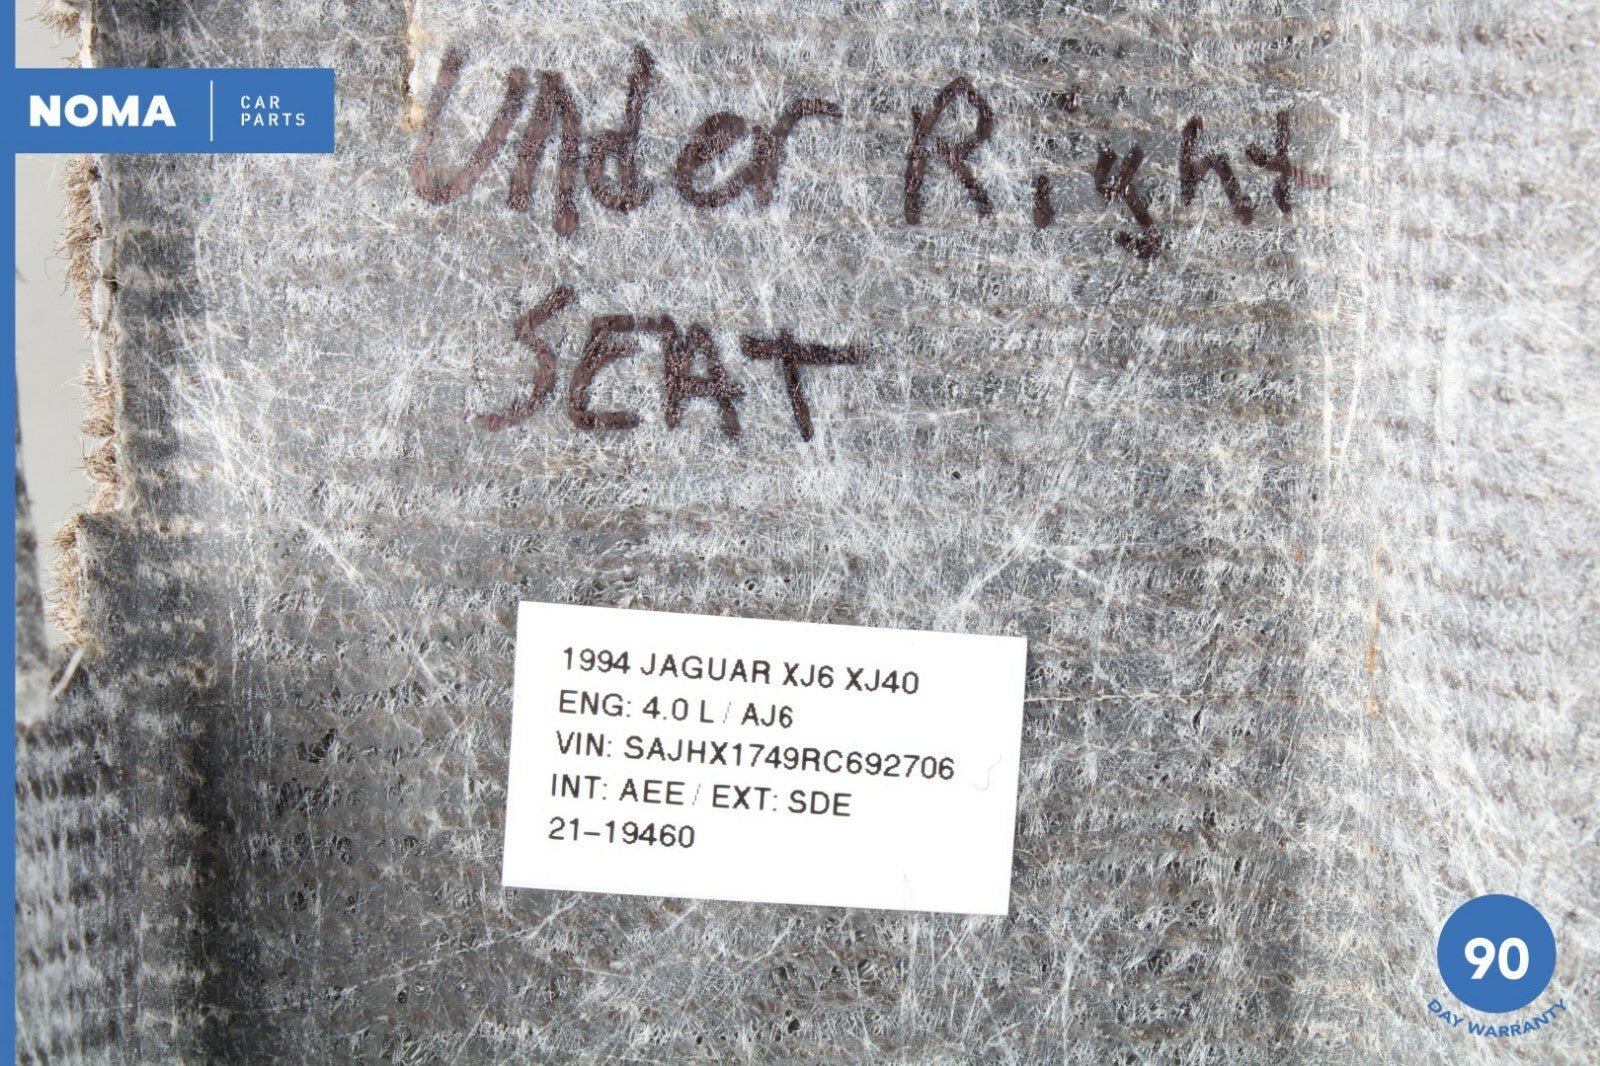 NOMA
CAR
PARTS
Under Right
SEAT
1994 JAGUAR XJ6 XJ40
ENG: 4.0 L / AJ6
VIN: SAJHX1749RC692706
INT: AEE / EXT: SDE
21-19460
90
DAY WARRANTY